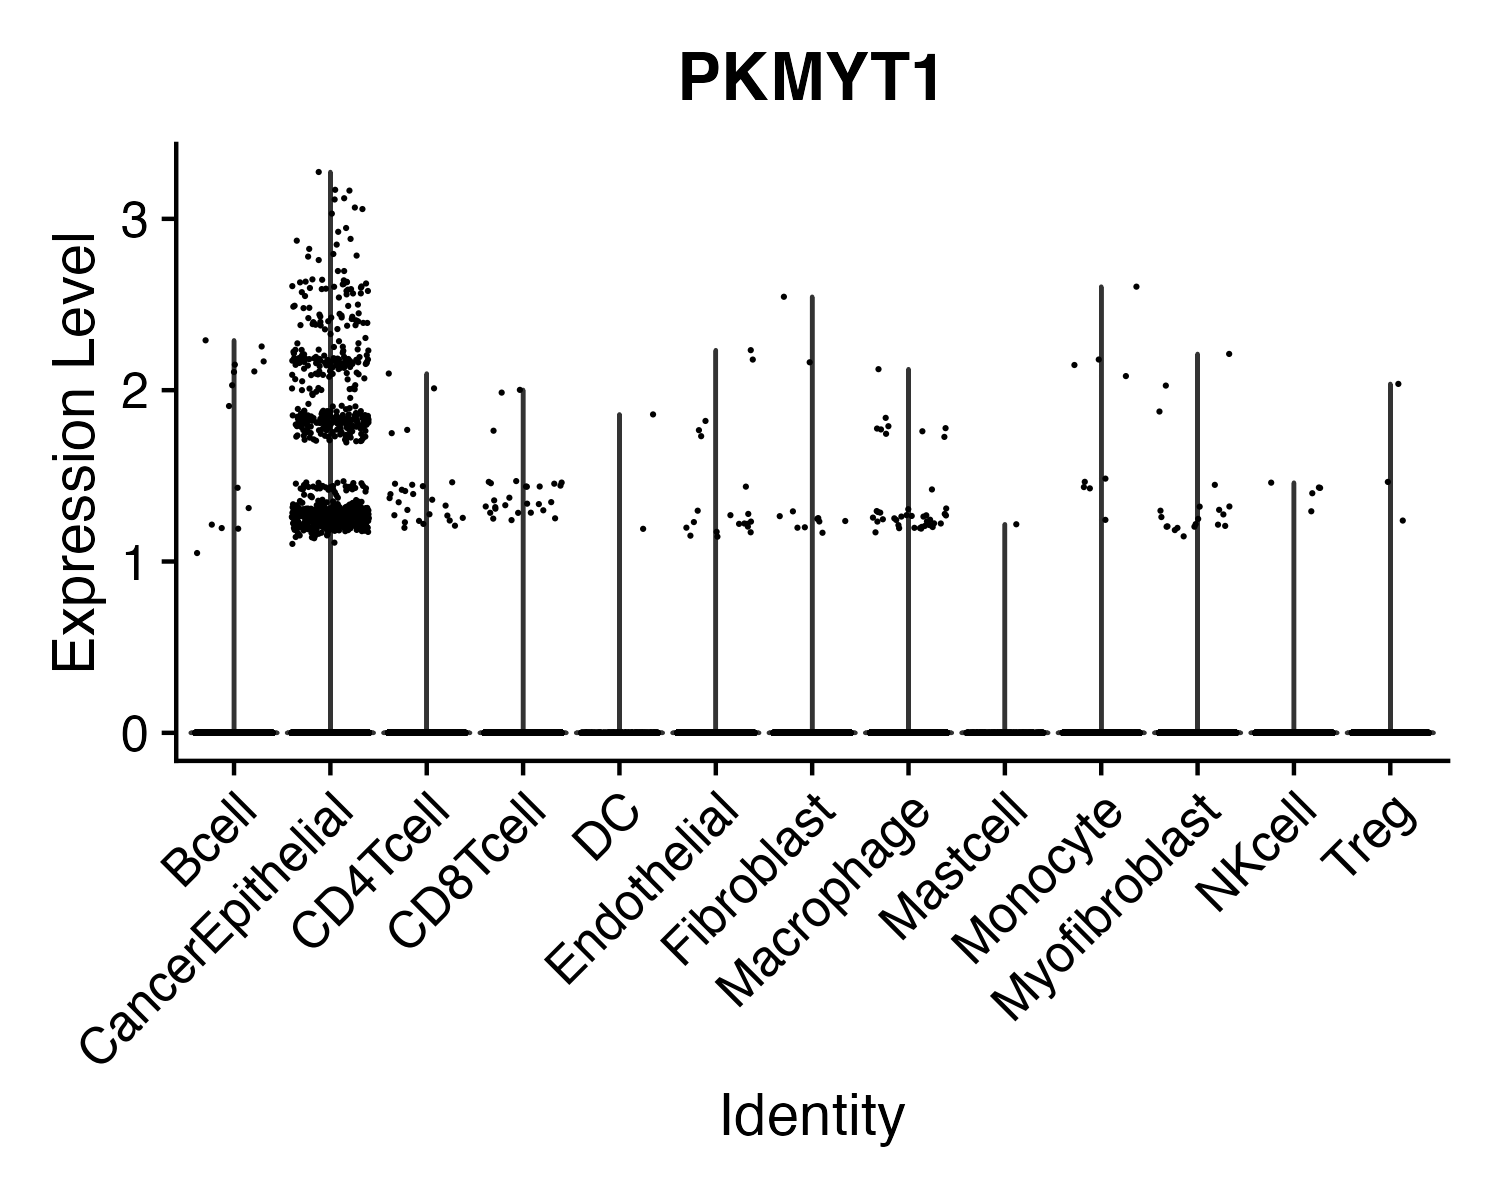 PKMYT1
Expression Level
3
2
1
0
Bcell
CancerEpithelial
CD4Tcell
CD8Tcell
DC
Endothelial
Fibroblast
Macrophage
Mastcell
Monocyte
Myofibroblast
NKcell
Treg
Identity